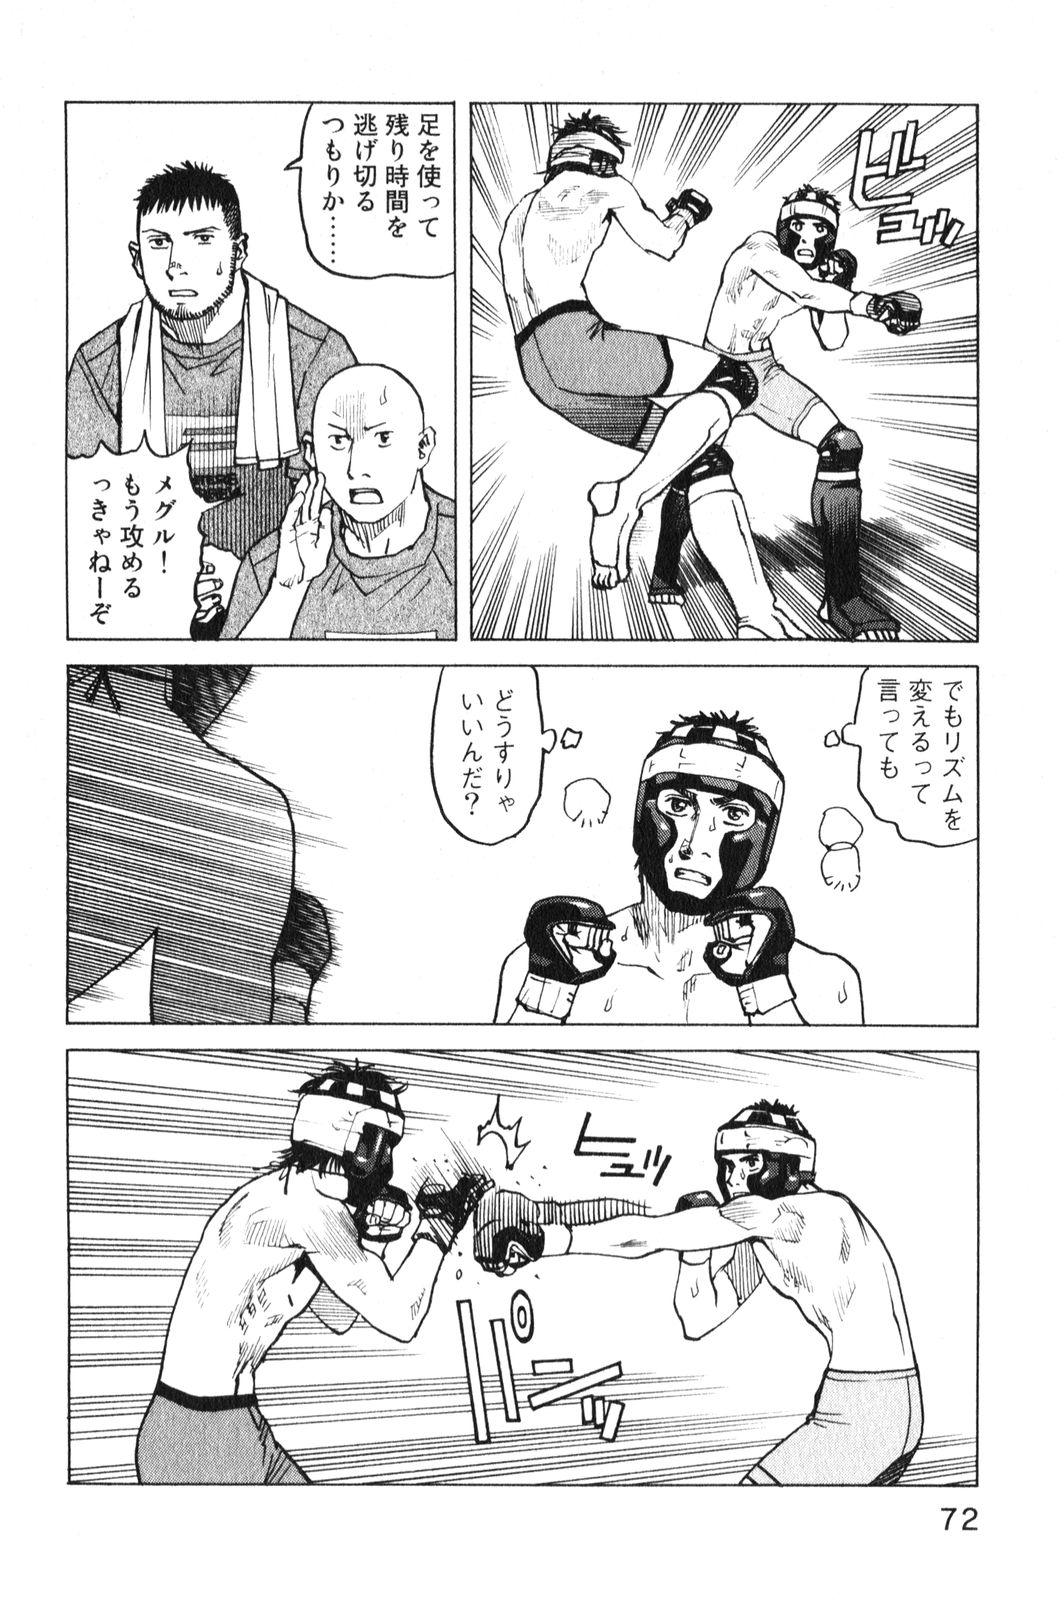 ビュッ
足を使って
残り時間を
逃げ切る
つもりか……
メグル！
もう攻める
っきゃねーぞ
でもリズムを
変えるって
言っても
どうすりゃ
いいんだ？
ヒュッ
パンッ
72